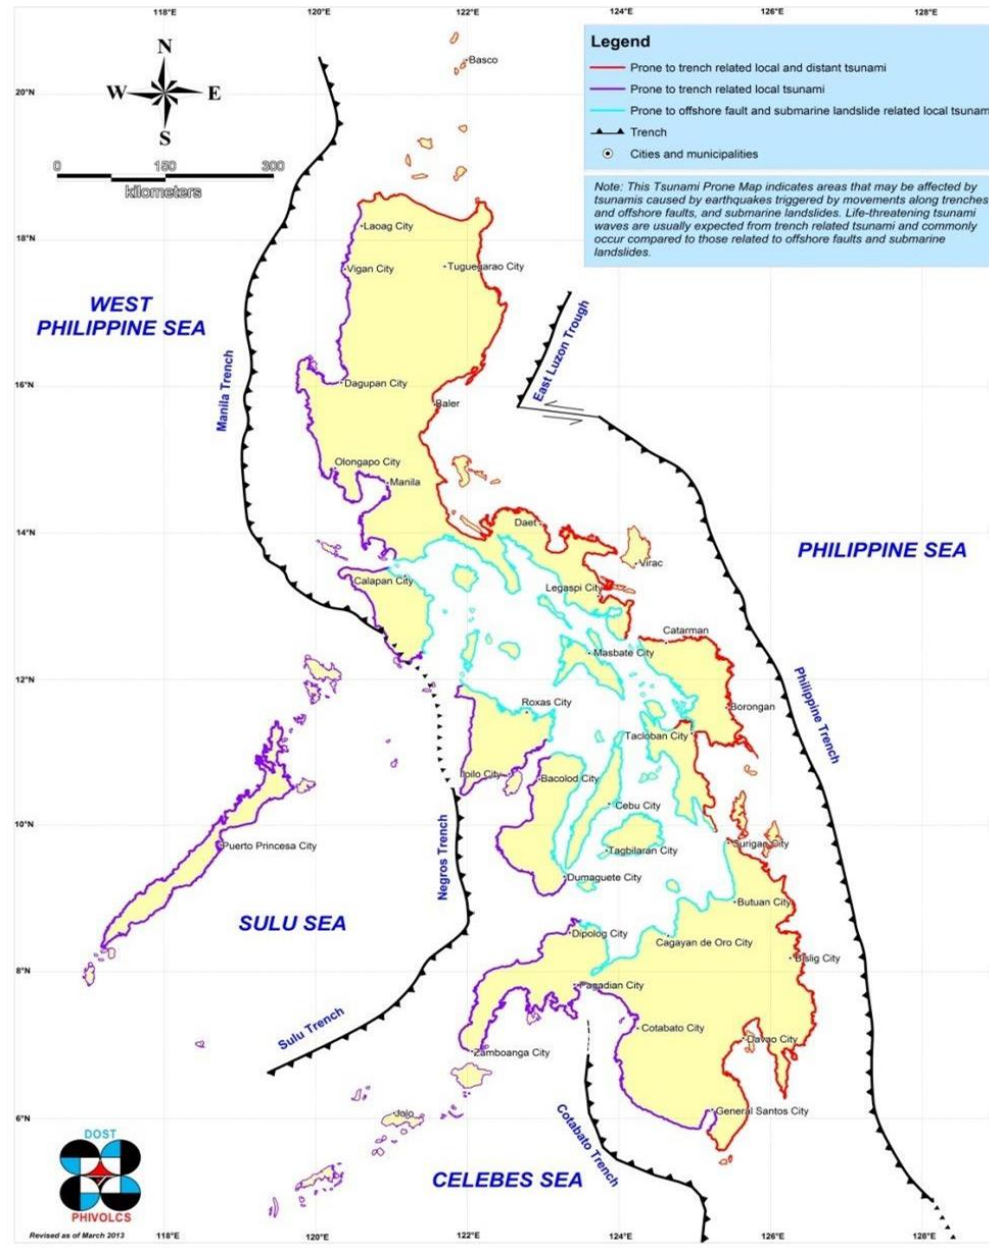 118°E
120°E
122°E
124°E
126°E
128°E
N
W
E
S
0
150
300
kilometers
Legend
Prone to trench related local and distant tsunami
Prone to trench related local tsunami
Prone to offshore fault and submarine landslide related local tsunam
Trench
Cities and municipalities
Note: This Tsunami Prone Map indicates areas that may be affected by
tsunamis caused by earthquakes triggered by movements along trenches
and offshore faults, and submarine landslides. Life-threatening tsunami
waves are usually expected from trench related tsunami and commonly
occur compared to those related to offshore faults and submarine
landslides.
Basco
20°N
18°N
Laoag City
Vigan City
Tuguegarao City
WEST
PHILIPPINE SEA
East Luzon Trough
Manila Trench
16°N
Dagupan City
Baler
Olongapo City
Manila
14°N
Daet
PHILIPPINE SEA
Virac
Calapan City
Legaspi City
Catarman
Masbate City
12°N
Roxas City
Borongan
Philippine Trench
Tacloban City
Iloilo City
Bacolod City
Cebu City
10°N
Negros Trench
Puerto Princesa City
Tagbilaran City
Surigao City
Dumaguete City
Butuan City
SULU SEA
Dipolog City
Cagayan de Oro City
Bislig City
8°N
Pagadian City
Sulu Trench
Cotabato City
Davao City
Zamboanga City
6°N
Jolo
General Santos City
Cotabato Trench
CELEBES SEA
DOST
PHIVOLCS
Revised as of March 2013
118°E
120°E
122°E
124°E
126°E
128°E